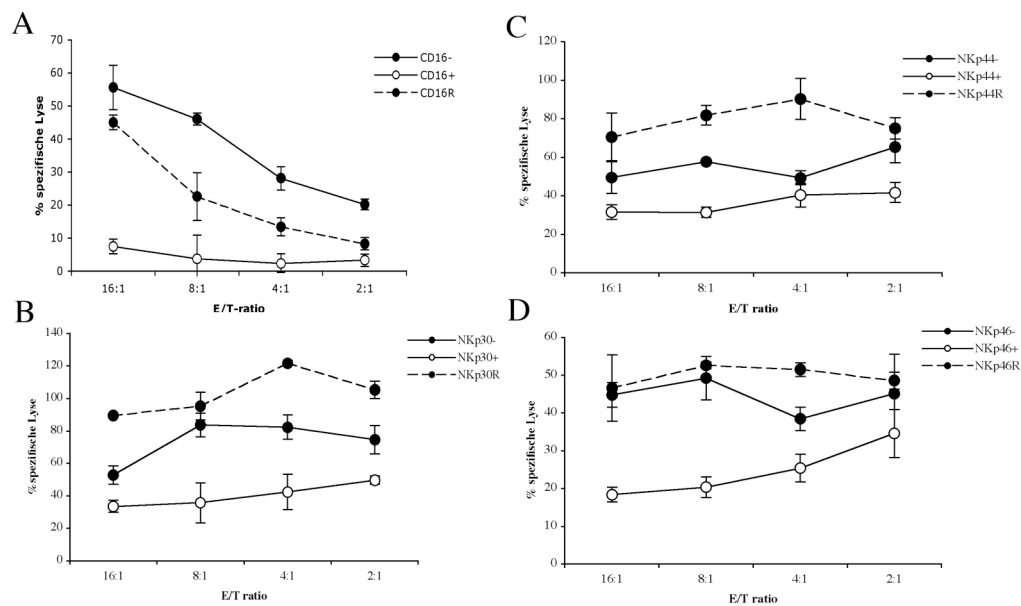 A
CD16-
CD16+
CD16R
70
60
50
40
30
20
10
0
% spezifische Lyse
16:1
8:1
4:1
2:1
E/T-ratio
B
NKp30-
NKp30+
NKp30R
140
120
100
80
60
40
20
0
% spezifische Lyse
16:1
8:1
4:1
2:1
E/T ratio
C
NKp44-
NKp44+
NKp44R
120
100
80
60
40
20
0
% spezifische Lyse
16:1
8:1
4:1
2:1
E/T ratio
D
NKp46-
NKp46+
NKp46R
60
50
40
30
20
10
0
% spezifische Lyse
16:1
8:1
4:1
2:1
E/T ratio